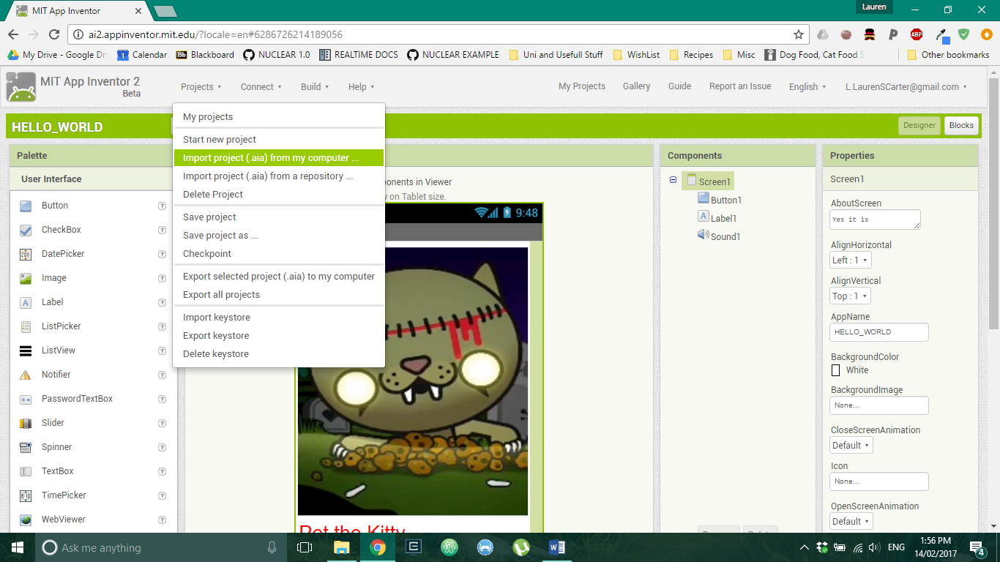 Lauren
MIT App Inventor
ai2.appinventor.mit.edu/?locale=en#6286726214189056
ABP
My Drive - Google Dr
1 Calendar
Bb Blackboard
NUCLEAR 1.0
REALTIME DOCS
NUCLEAR EXAMPLE
Uni and Usefull Stuff
WishList
Recipes
Misc
Dog Food, Cat Food S
Other bookmarks
MIT App Inventor 2
Beta
Projects
Connect
Build
Help
My Projects
Gallery
Guide
Report an Issue
English
L.LaurenSCarter@gmail.com
HELLO_WORLD
Designer
Blocks
My projects
Start new project
Import project (.aia) from my computer ...
Import project (.aia) from a repository ...
Delete Project
Save project
Save project as ...
Checkpoint
Export selected project (.aia) to my computer
Export all projects
Import keystore
Export keystore
Delete keystore
Palette
User Interface
Button
CheckBox
DatePicker
Image
Label
ListPicker
ListView
Notifier
PasswordTextBox
Slider
Spinner
TextBox
TimePicker
WebViewer
ponents in Viewer
on Tablet size.
9:48
Pet the Kitty
Components
Screen1
Button1
Label1
Sound1
Properties
Screen1
AboutScreen
Yes it is
AlignHorizontal
Left : 1
AlignVertical
Top : 1
AppName
HELLO_WORLD
BackgroundColor
White
BackgroundImage
None...
CloseScreenAnimation
Default
Icon
None...
OpenScreenAnimation
Default
Ask me anything
ENG
1:56 PM
14/02/2017
4